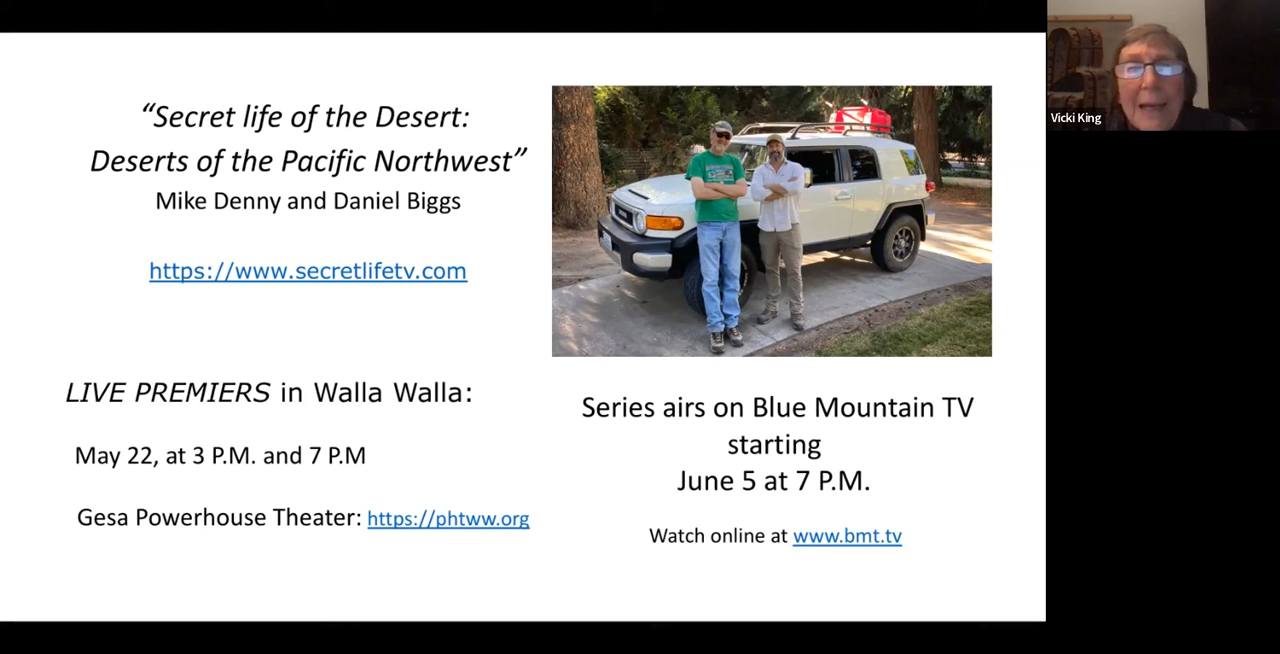 “Secret life of the Desert:
Deserts of the Pacific Northwest”
Mike Denny and Daniel Biggs
https://www.secretlifetv.com
LIVE PREMIERS in Walla Walla:
May 22, at 3 P.M. and 7 P.M
Gesa Powerhouse Theater: https://phtww.org
Series airs on Blue Mountain TV
starting
June 5 at 7 P.M.
Watch online at www.bmt.tv
Vicki King